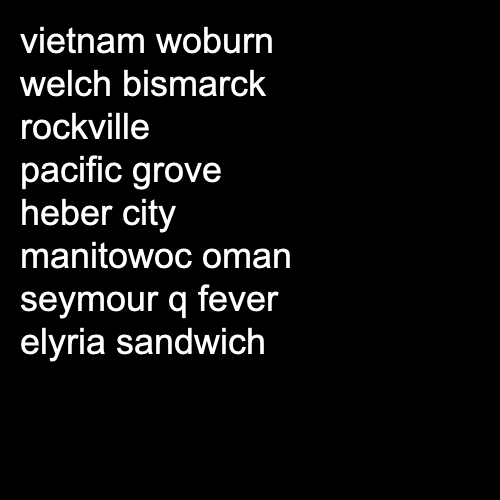 vietnam woburn
welch bismarck
rockville
pacific grove
heber city
manitowoc oman
seymour q fever
elyria sandwich